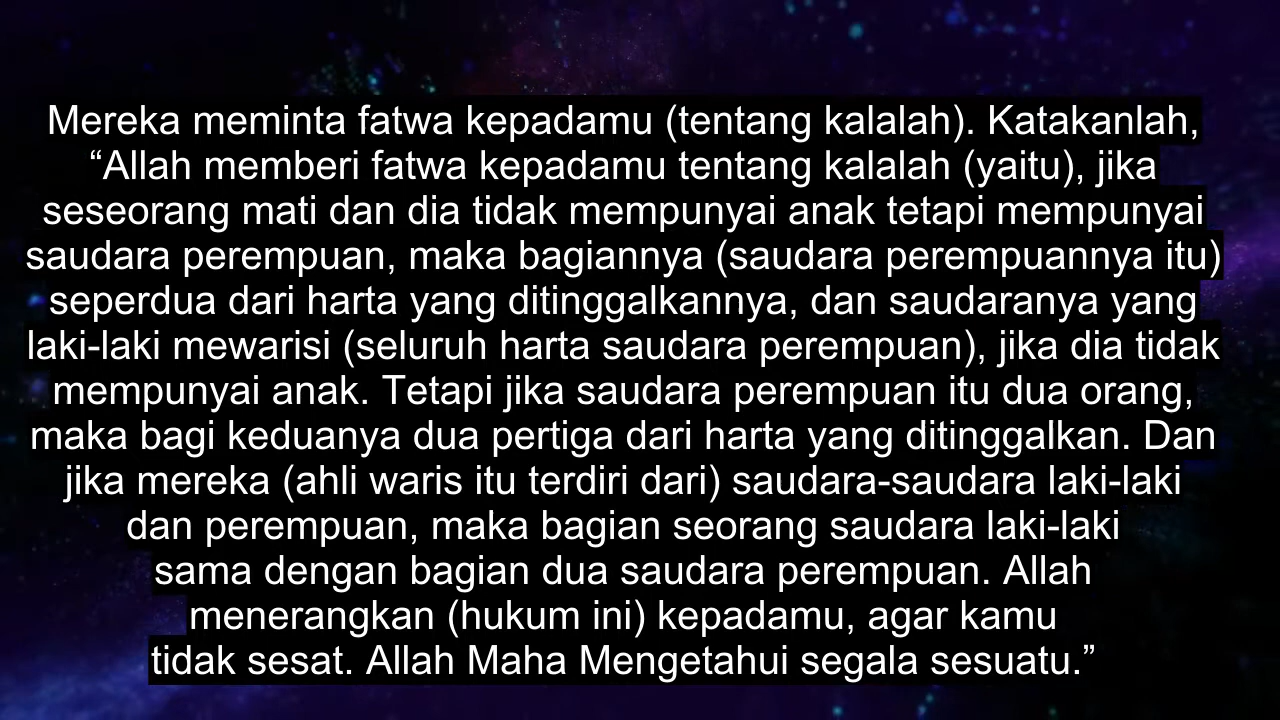 Mereka meminta fatwa kepadamu (tentang kalalah). Katakanlah,
“Allah memberi fatwa kepadamu tentang kalalah (yaitu), jika
seseorang mati dan dia tidak mempunyai anak tetapi mempunyai
saudara perempuan, maka bagiannya (saudara perempuannya itu)
seperdua dari harta yang ditinggalkannya, dan saudaranya yang
laki-laki mewarisi (seluruh harta saudara perempuan), jika dia tidak
mempunyai anak. Tetapi jika saudara perempuan itu dua orang,
maka bagi keduanya dua pertiga dari harta yang ditinggalkan. Dan
jika mereka (ahli waris itu terdiri dari) saudara-saudara laki-laki
dan perempuan, maka bagian seorang saudara laki-laki
sama dengan bagian dua saudara perempuan. Allah
menerangkan (hukum ini) kepadamu, agar kamu
tidak sesat. Allah Maha Mengetahui segala sesuatu.”